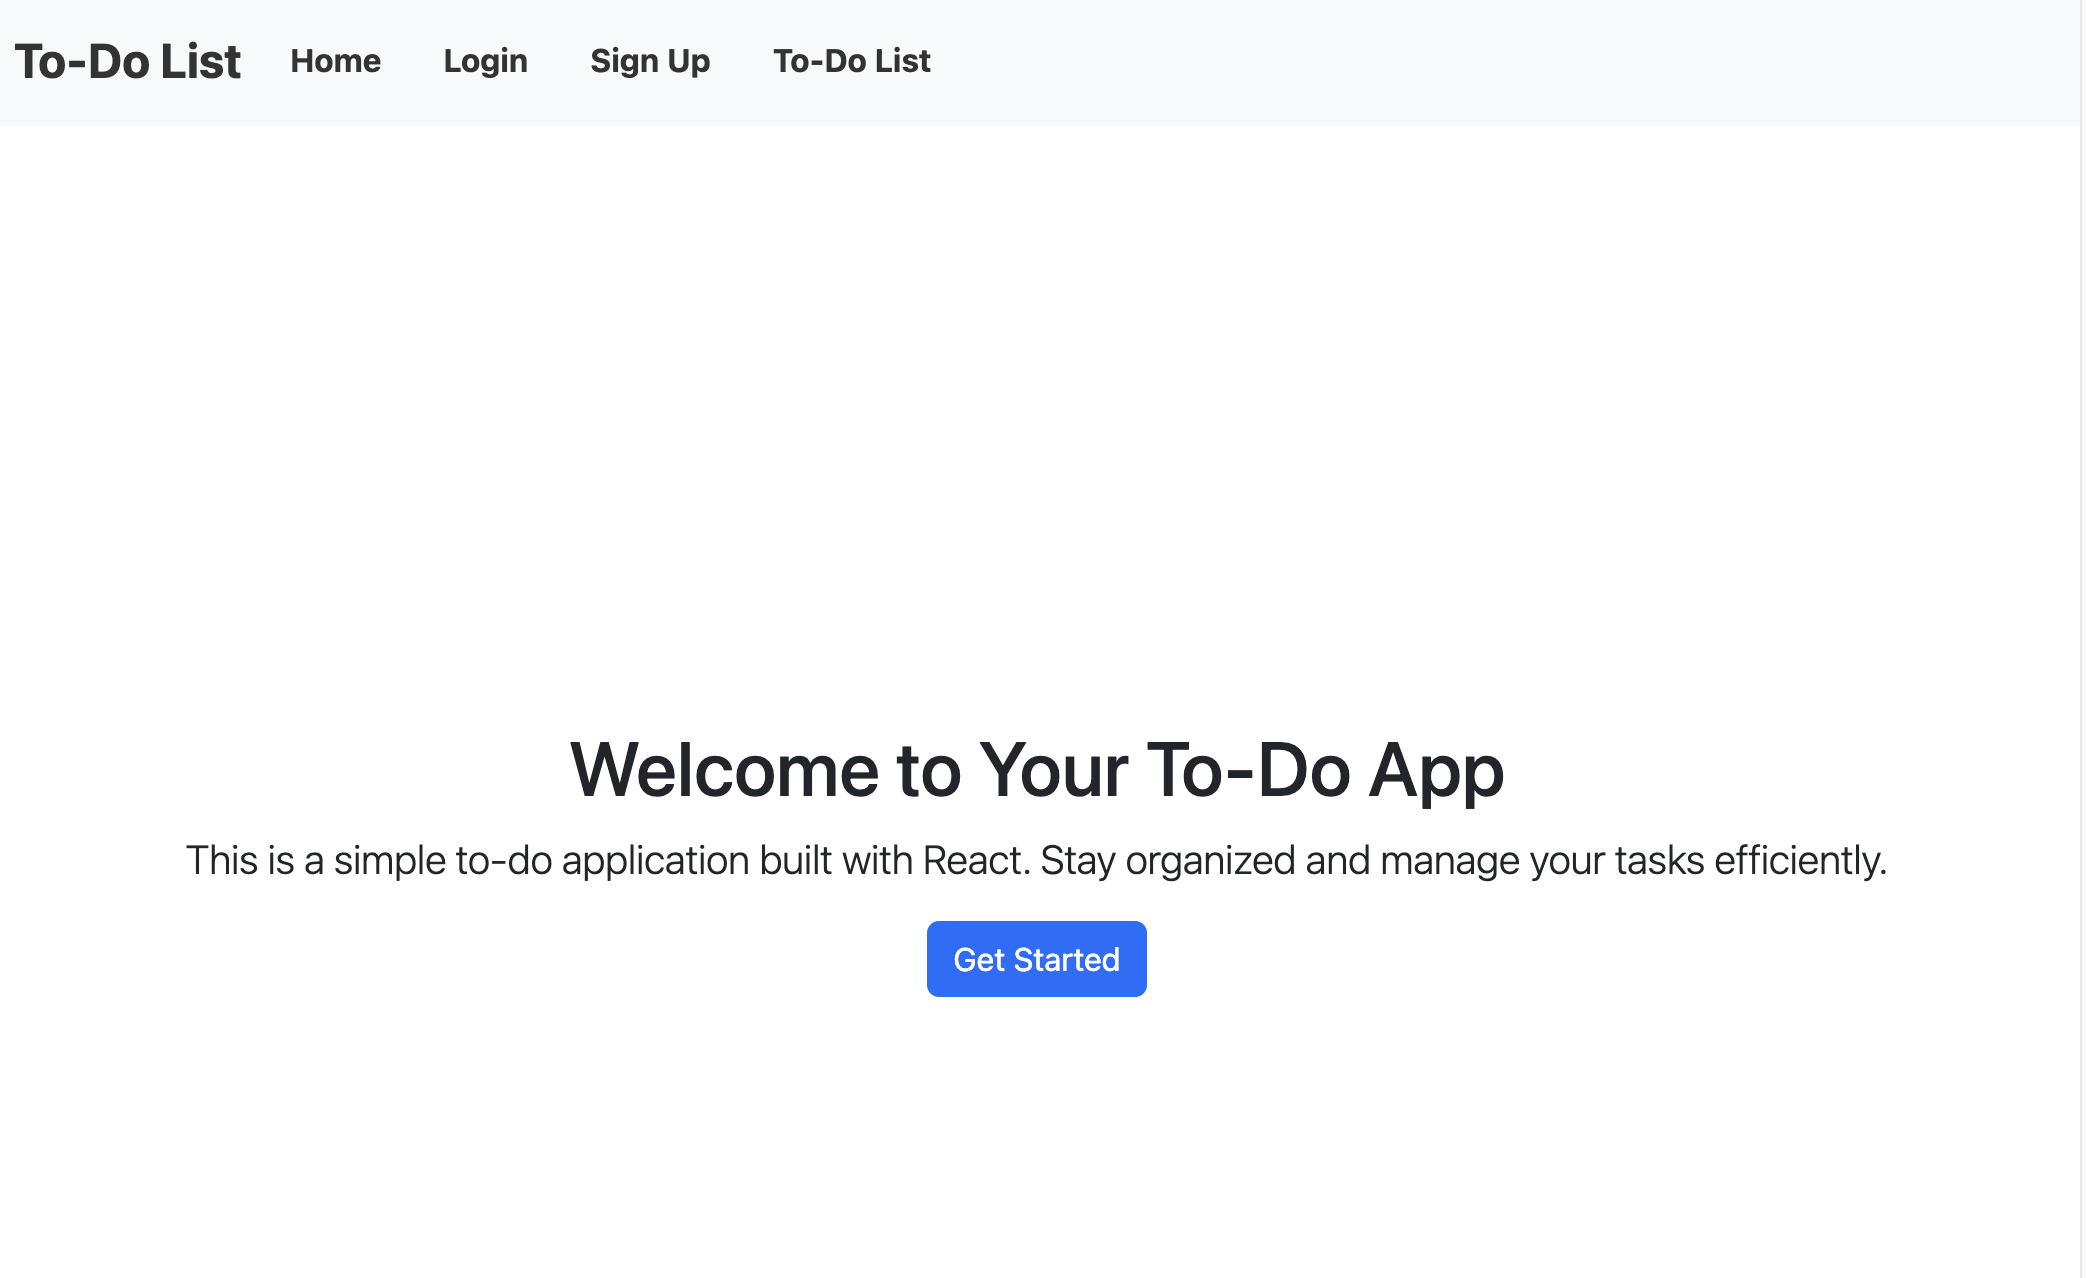 To-Do List Home Login Sign Up To-Do List
Welcome to Your To-Do App
This is a simple to-do application built with React. Stay organized and manage your tasks efficiently.
Get Started